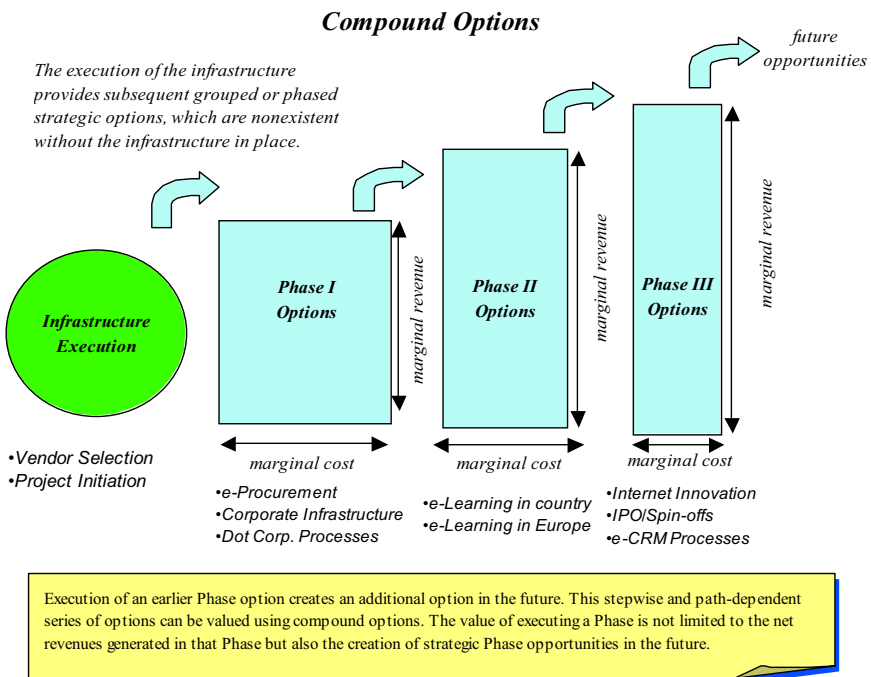 Compound Options
future
opportunities
The execution of the infrastructure
provides subsequent grouped or phased
strategic options, which are nonexistent
without the infrastructure in place.
Infrastructure
Execution
•Vendor Selection
•Project Initiation
Phase I
Options
marginal revenue
marginal cost
•e-Procurement
•Corporate Infrastructure
•Dot Corp. Processes
Phase II
Options
marginal revenue
marginal cost
•e-Learning in country
•e-Learning in Europe
Phase III
Options
marginal revenue
marginal cost
•Internet Innovation
•IPO/Spin-offs
•e-CRM Processes
Execution of an earlier Phase option creates an additional option in the future. This stepwise and path-dependent
series of options can be valued using compound options. The value of executing a Phase is not limited to the net
revenues generated in that Phase but also the creation of strategic Phase opportunities in the future.